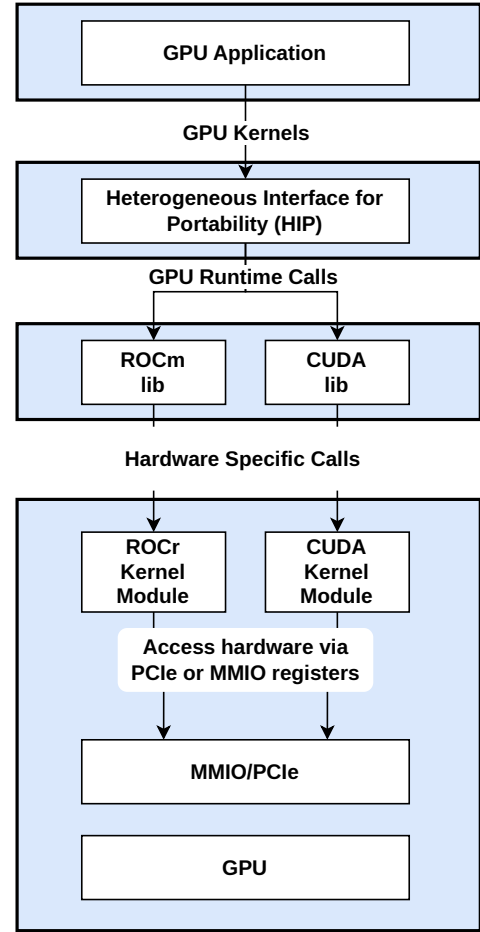 GPU Application
GPU Kernels
Heterogeneous Interface for
Portability (HIP)
GPU Runtime Calls
ROCm
lib
CUDA
lib
Hardware Specific Calls
ROCr
Kernel
Module
CUDA
Kernel
Module
Access hardware via
PCIe or MMIO registers
MMIO/PCIe
GPU